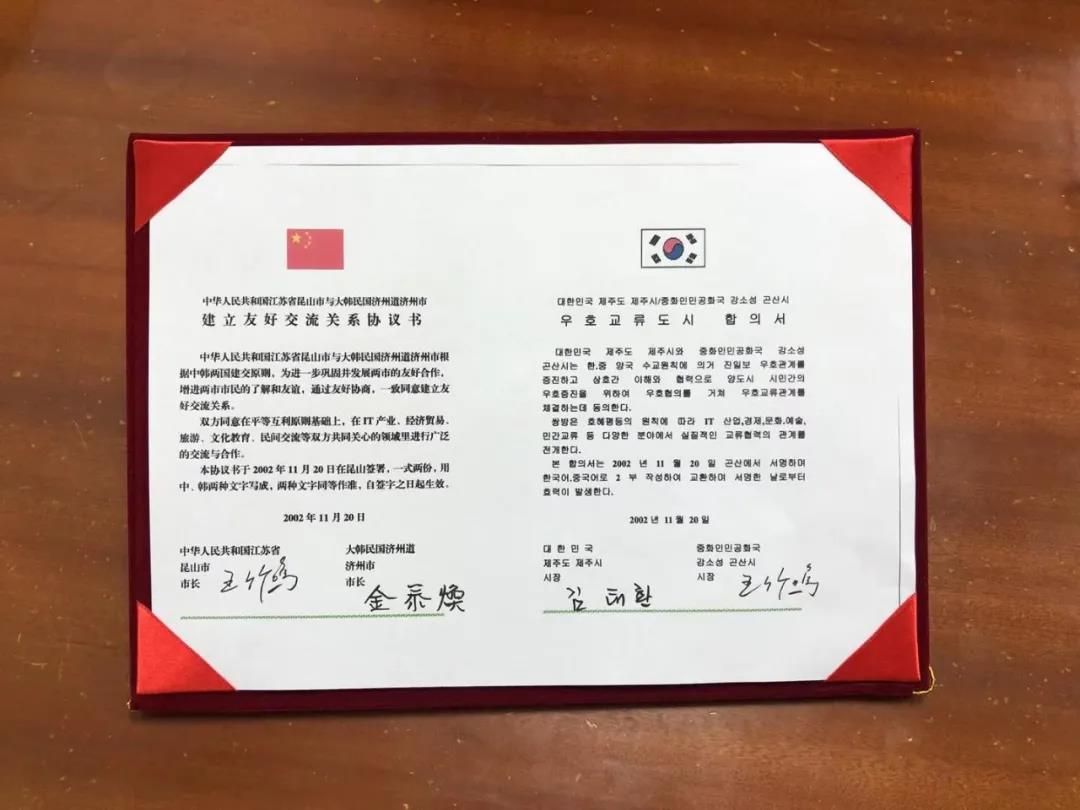 中华人民共和国江苏省昆山市与大韩民国济州道济州市
建立友好交流关系协议书
中华人民共和国江苏省昆山市与大韩民国济州道济州市根
据中韩两国建交原则，为进一步巩固并发展两市的友好合作，
增进两市市民的了解和友谊，通过友好协商，一致同意建立友
好交流关系。
双方同意在平等互利原则基础上，在 IT 产业、经济贸易、
旅游、文化教育、民间交流等双方共同关心的领域里进行广泛
的交流与合作。
本协议书于 2002 年 11 月 20 日在昆山签署，一式两份，用
中、韩两种文字写成，两种文字同等作准，自签字之日起生效。
2002 年 11 月 20 日
中华人民共和国江苏省
昆山市
市长
大韩民国济州道
济州市
市长
金泰煥
대한민국 제주도 제주시/중화인민공화국 강소성 곤산시
우호교류도시 합의서
대한민국 제주도 제주시와 중화인민공화국 강소성
곤산시는 한.중 양국 수교원칙에 의거 진일보 우호관계를
증진하고 상호간 이해와 협력으로 양도시 시민간의
우호증진을 위하여 우호협의를 거쳐 우호교류관계를
체결하는데 동의한다.
쌍방은 호혜평등의 원칙에 따라 IT 산업,경제,문화,예술,
민간교류 등 다양한 분야에서 실질적인 교류협력의 관계를
전개한다.
본 합의서는 2002 년 11 월 20 일 곤산에서 서명하며
한국어.중국어로 2 부 작성하여 교환하며 서명한 날로부터
효력이 발생한다.
2002 년 11 월 20 일
대 한 민 국
제주도 제주시
시장
김태환
중화인민공화국
강소성 곤산시
시장